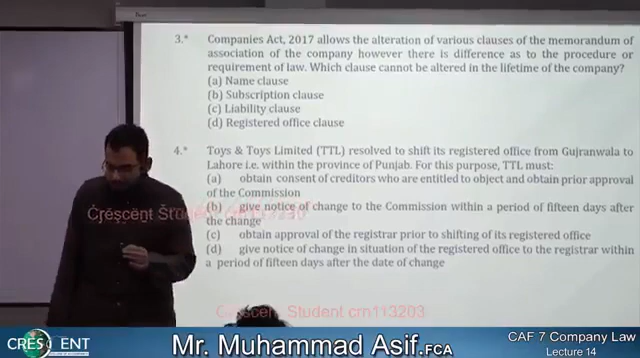 3.* Companies Act, 2017 allows the alteration of various clauses of the memorandum of
association of the company however there is difference as to the procedure or
requirement of law. Which clause cannot be altered in the lifetime of the company?
(a) Name clause
(b) Subscription clause
(c) Liability clause
(d) Registered office clause
4.* Toys & Toys Limited (TTL) resolved to shift its registered office from Gujranwala to
Lahore i.e. within the province of Punjab. For this purpose, TTL must:
(a) obtain consent of creditors who are entitled to object and obtain prior approval
of the Commission
Crescent Student
(b) give notice of change to the Commission within a period of fifteen days after
the change
(c) obtain approval of the registrar prior to shifting of its registered office
(d) give notice of change in situation of the registered office to the registrar within
a period of fifteen days after the date of change
Crescent Student crn113203
CRESCENT
Mr. Muhammad Asif.FCA
CAF 7 Company Law
Lecture 14